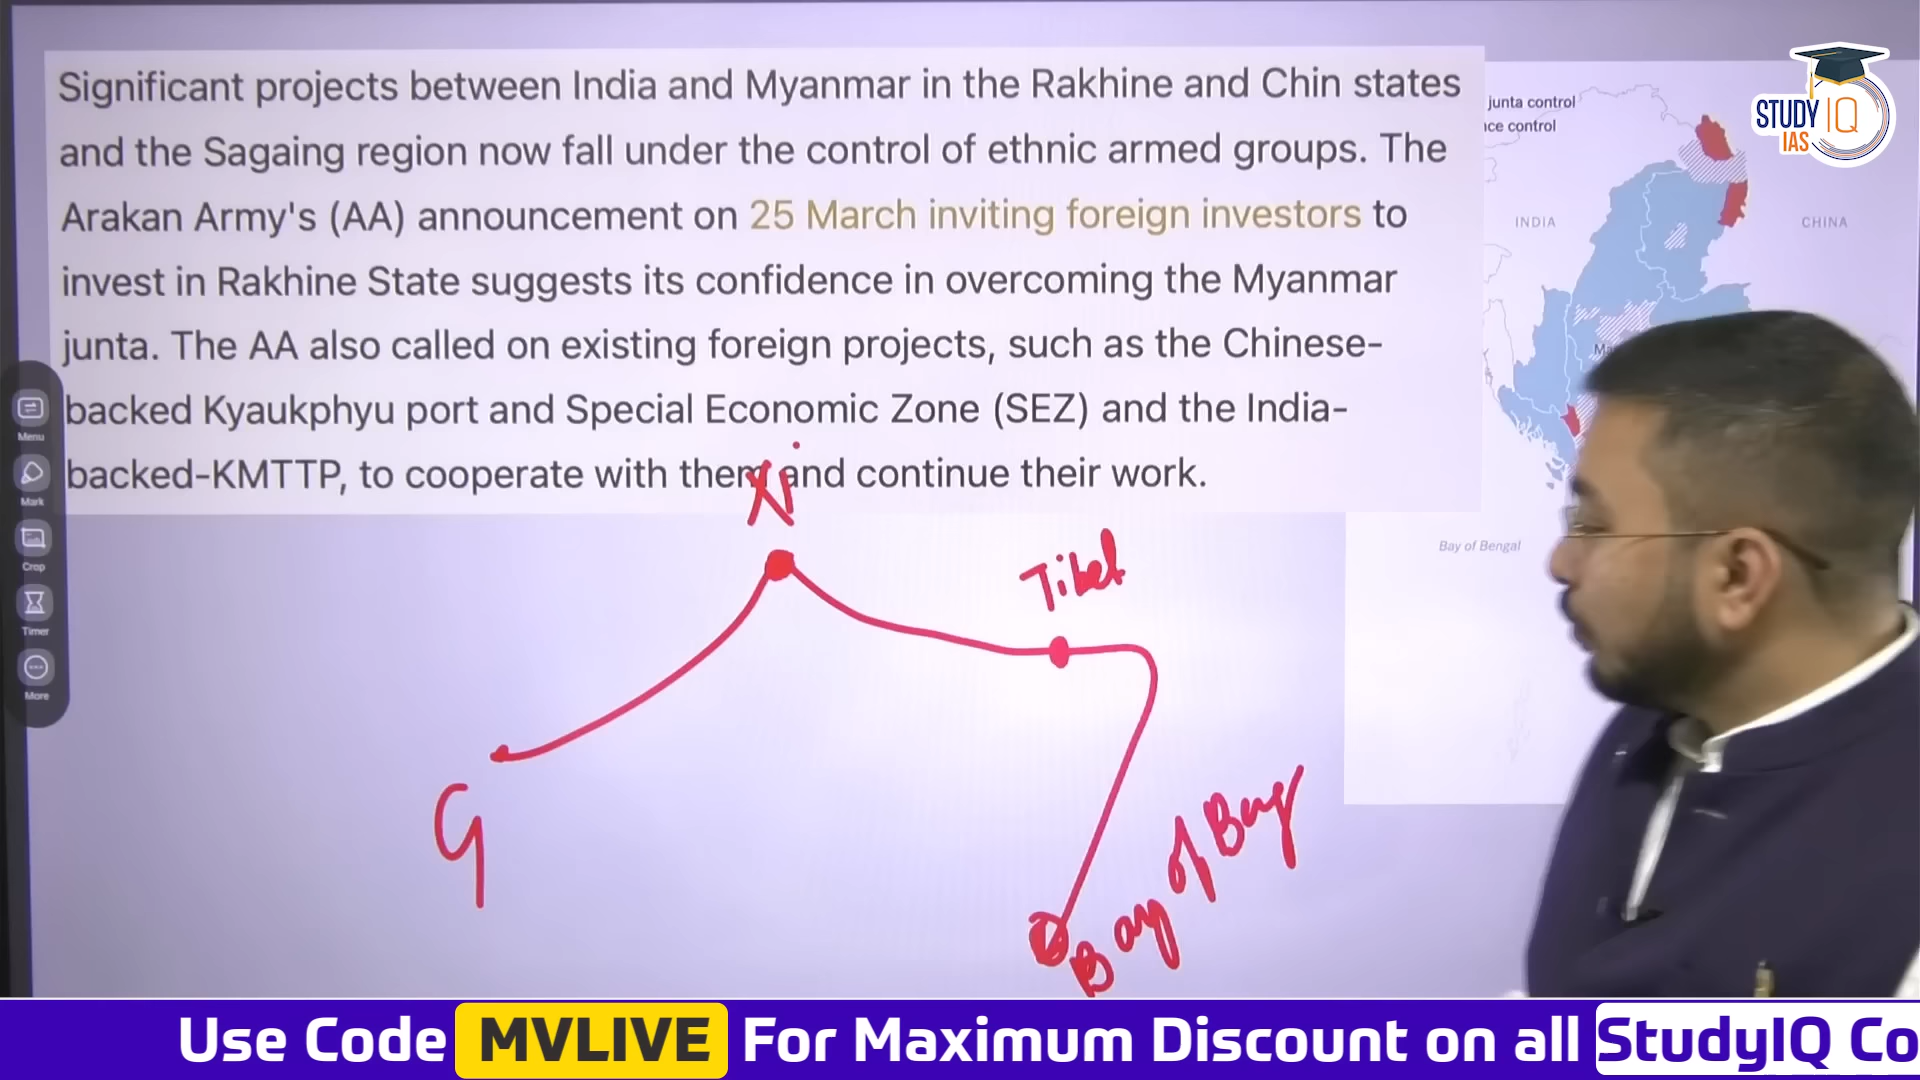 Significant projects between India and Myanmar in the Rakhine and Chin states
and the Sagaing region now fall under the control of ethnic armed groups. The
Arakan Army's (AA) announcement on 25 March inviting foreign investors to
invest in Rakhine State suggests its confidence in overcoming the Myanmar
junta. The AA also called on existing foreign projects, such as the Chinese-
backed Kyaukphyu port and Special Economic Zone (SEZ) and the India-
backed-KMTTP, to cooperate with them and continue their work.
junta control
control
STUDY IQ
IAS
INDIA
CHINA
Bay of Bengal
Menu
Mark
Crop
Timer
More
Xi
Tibet
G
Bay of Beng
Use Code MVLIVE For Maximum Discount on all StudyIQ Co